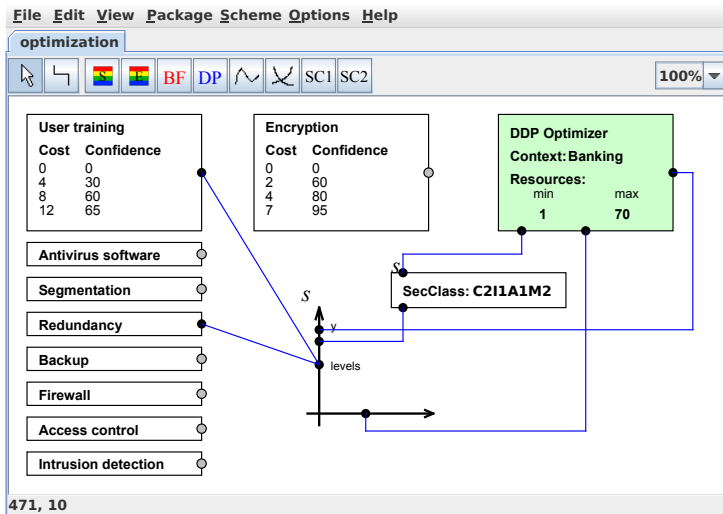 File Edit View Package Scheme Options Help
optimization
S E BF DP SC1 SC2 100%
User training
Cost Confidence
0 0
4 30
8 60
12 65
Encryption
Cost Confidence
0 0
2 60
4 80
7 95
DDP Optimizer
Context: Banking
Resources:
min max
1 70
Antivirus software
Segmentation
Redundancy
Backup
Firewall
Access control
Intrusion detection
S
SecClass: C2I1A1M2
S
y
levels
471, 10